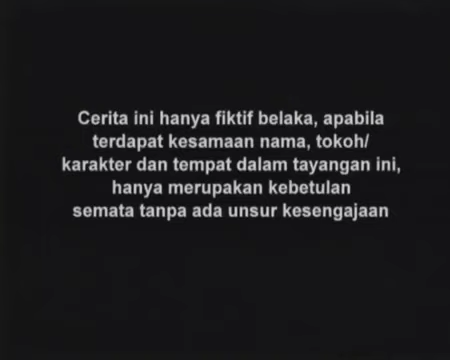 Cerita ini hanya fiktif belaka, apabila
terdapat kesamaan nama, tokoh/
karakter dan tempat dalam tayangan ini,
hanya merupakan kebetulan
semata tanpa ada unsur kesengajaan